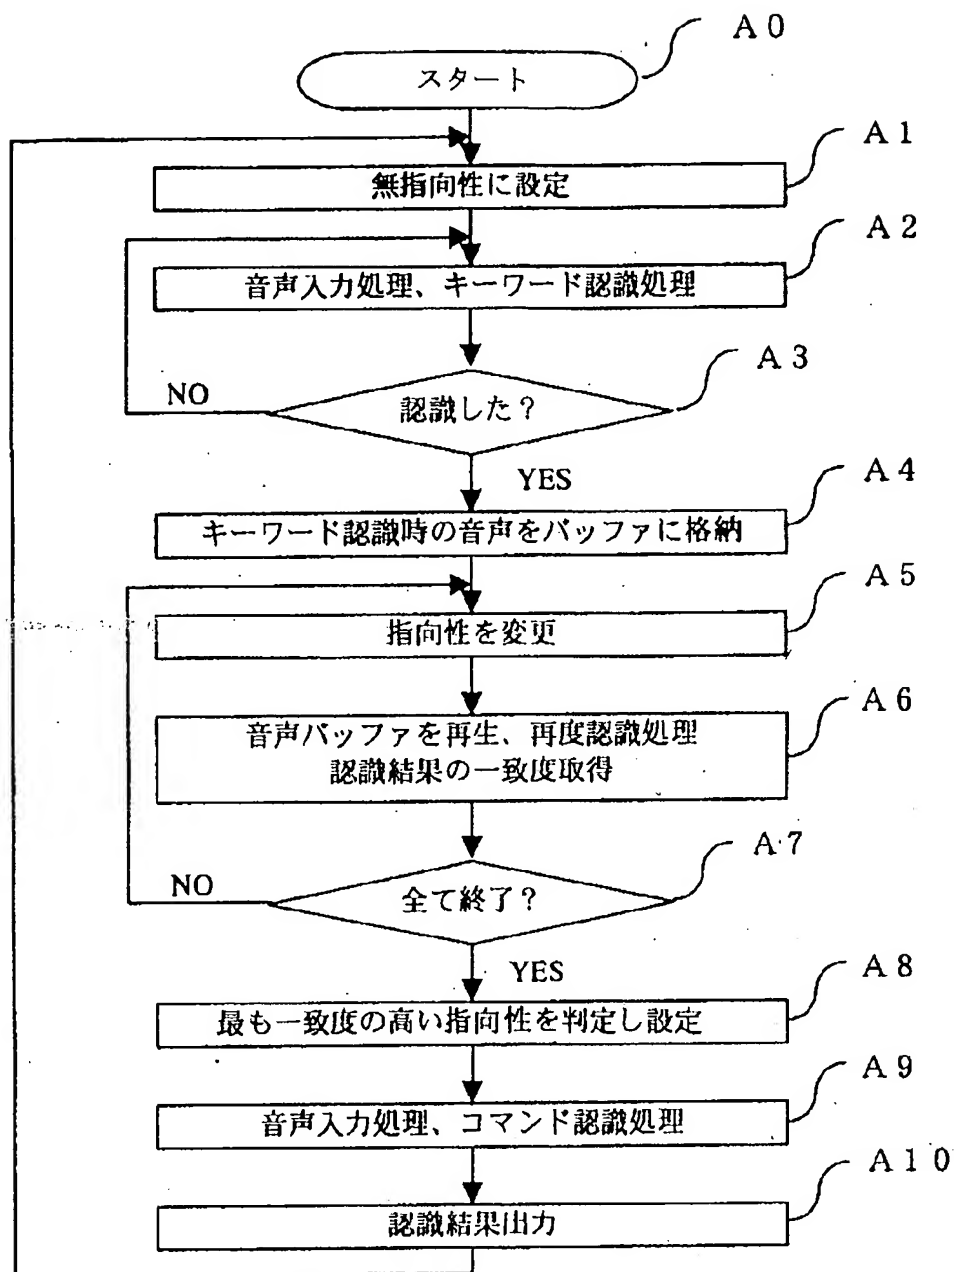 A0
スタート
A1
無指向性に設定
A2
音声入力処理、キーワード認識処理
A3
認識した?
NO
YES
A4
キーワード認識時の音声をバッファに格納
A5
指向性を変更
A6
音声バッファを再生、再度認識処理
認識結果の一致度取得
A7
全て終了?
NO
YES
A8
最も一致度の高い指向性を判定し設定
A9
音声入力処理、コマンド認識処理
A10
認識結果出力